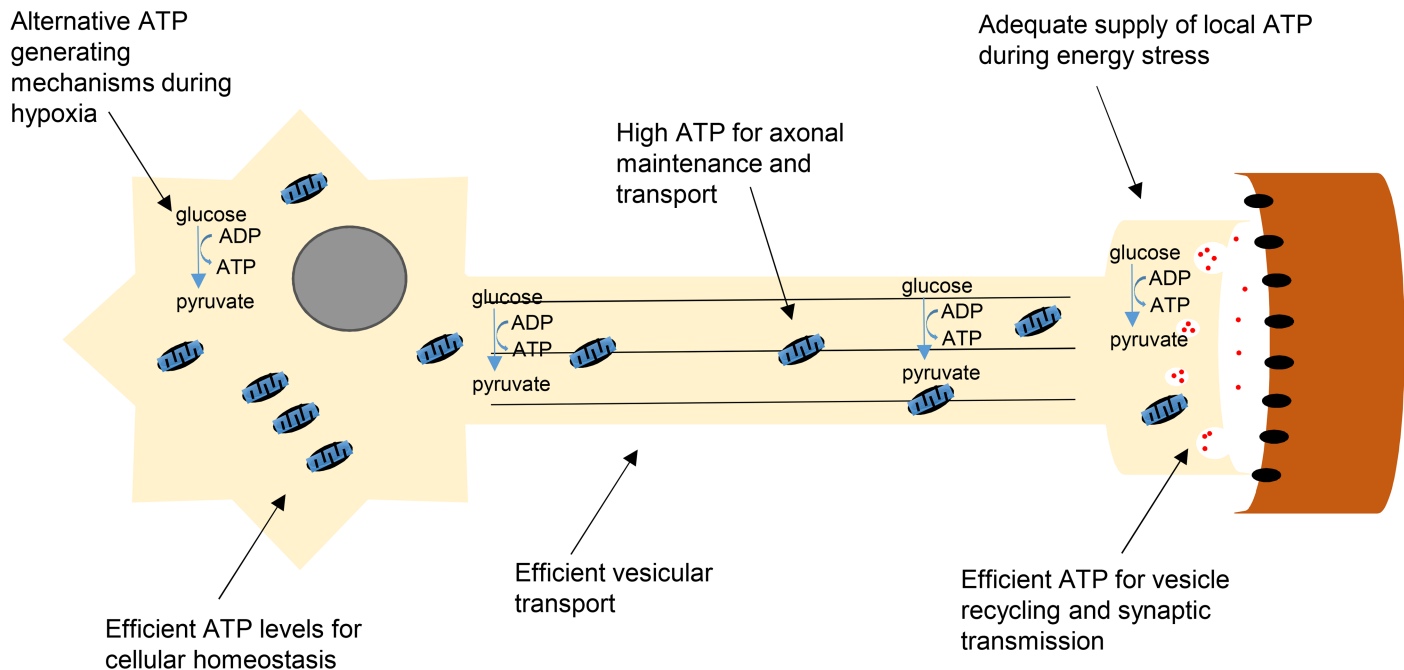 Alternative ATP
generating
mechanisms during
hypoxia
Adequate supply of local ATP
during energy stress
High ATP for axonal
maintenance and
transport
glucose
ADP
ATP
pyruvate
glucose
ADP
ATP
pyruvate
glucose
ADP
ATP
pyruvate
glucose
ADP
ATP
pyruvate
Efficient vesicular
transport
Efficient ATP for vesicle
recycling and synaptic
transmission
Efficient ATP levels for
cellular homeostasis